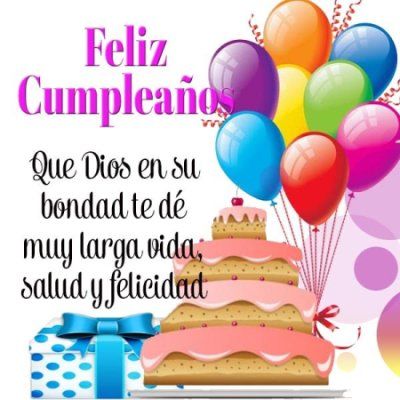 Feliz
Cumpleaños
Que Dios en su
bondad te dé
muy larga vida,
salud y felicidad